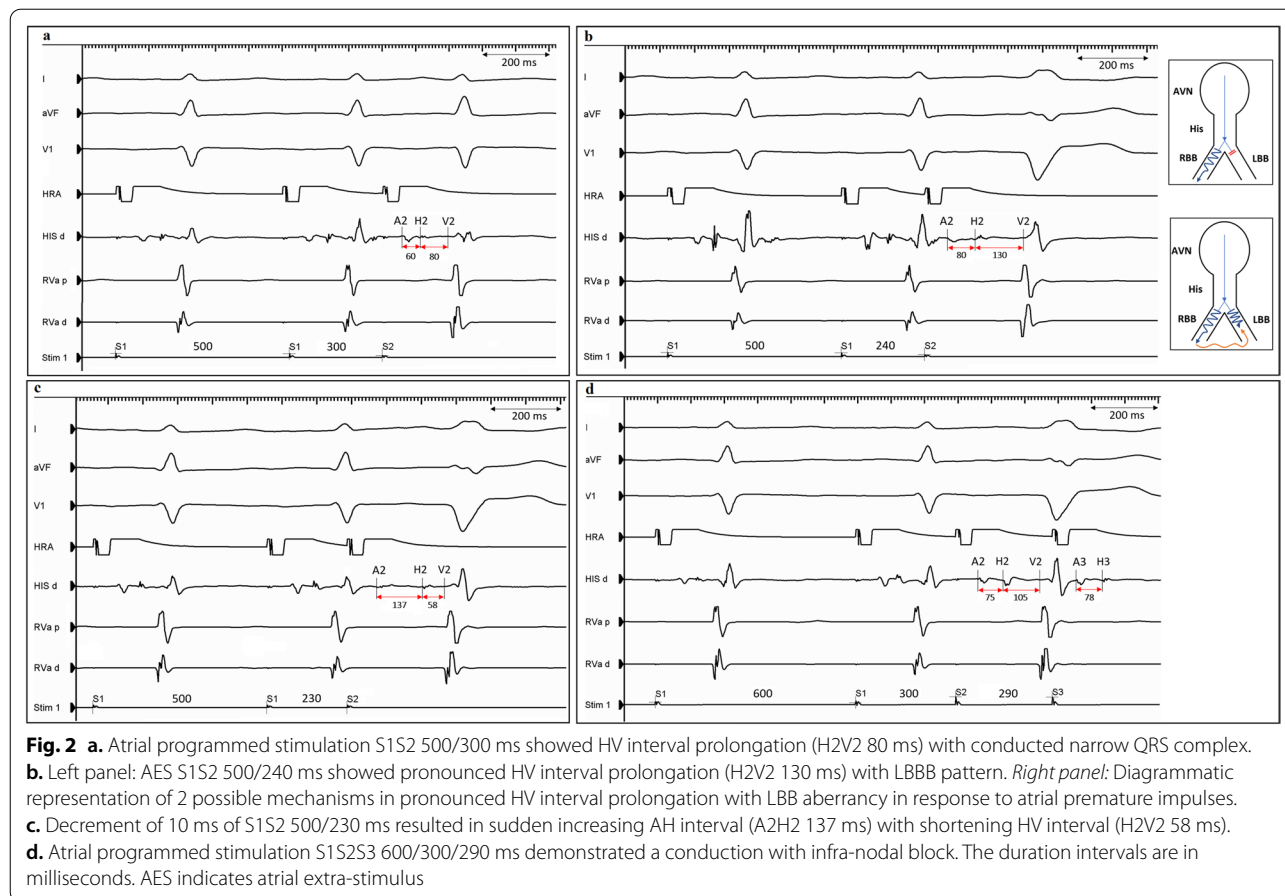 a
200 ms
I
aVF
V1
HRA
HIS d
A2 H2 V2
60 80
RVa p
RVa d
Stim 1
S1 500 S1 300 S2
b
200 ms
I
aVF
V1
HRA
HIS d
A2 H2 V2
80 130
RVa p
RVa d
Stim 1
S1 500 S1 240 S2
AVN
His
RBB LBB
AVN
His
RBB LBB
c
200 ms
I
aVF
V1
HRA
HIS d
A2 H2 V2
137 58
RVa p
RVa d
Stim 1
S1 500 S1 230 S2
d
200 ms
I
aVF
V1
HRA
HIS d
A2 H2 V2 A3 H3
75 105 78
RVa p
RVa d
Stim 1
S1 600 S1 300 S2 290 S3
Fig. 2 a. Atrial programmed stimulation S1S2 500/300 ms showed HV interval prolongation (H2V2 80 ms) with conducted narrow QRS complex.
b. Left panel: AES S1S2 500/240 ms showed pronounced HV interval prolongation (H2V2 130 ms) with LBBB pattern. Right panel: Diagrammatic
representation of 2 possible mechanisms in pronounced HV interval prolongation with LBB aberrancy in response to atrial premature impulses.
c. Decrement of 10 ms of S1S2 500/230 ms resulted in sudden increasing AH interval (A2H2 137 ms) with shortening HV interval (H2V2 58 ms).
d. Atrial programmed stimulation S1S2S3 600/300/290 ms demonstrated a conduction with infra-nodal block. The duration intervals are in
milliseconds. AES indicates atrial extra-stimulus